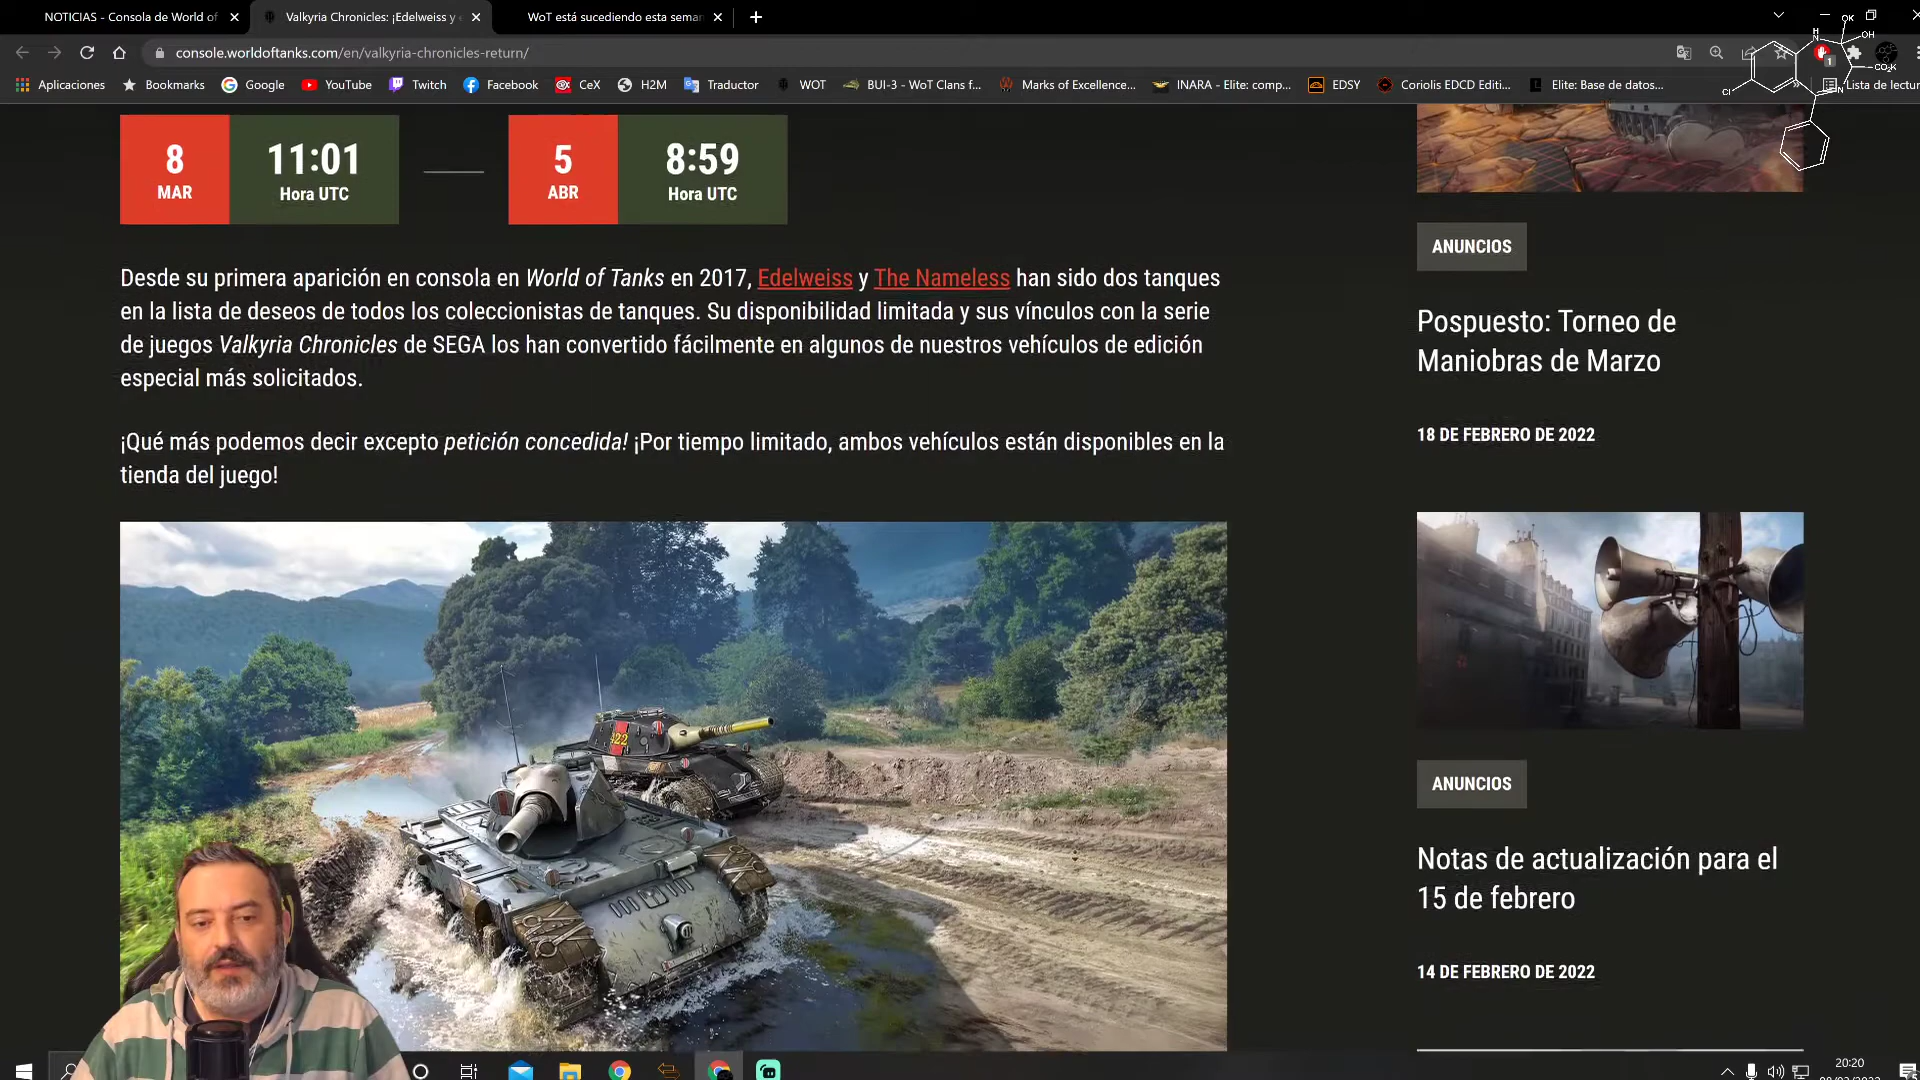 NOTICIAS - Consola de World of
Valkyria Chronicles: ¡Edelweiss y
WoT está sucediendo esta seman
console.worldoftanks.com/en/valkyria-chronicles-return/
Aplicaciones
Bookmarks
Google
YouTube
Twitch
Facebook
CeX
H2M
Traductor
WOT
BUI-3 - WoT Clans f...
Marks of Excellence...
INARA - Elite: comp...
EDSY
Coriolis EDCD Editi...
Elite: Base de datos...
Lista de lectur
OK
OH
H
N
CO₂K
Cl
N
1
8
MAR
11:01
Hora UTC
5
ABR
8:59
Hora UTC
Desde su primera aparición en consola en World of Tanks en 2017, Edelweiss y The Nameless han sido dos tanques
en la lista de deseos de todos los coleccionistas de tanques. Su disponibilidad limitada y sus vínculos con la serie
de juegos Valkyria Chronicles de SEGA los han convertido fácilmente en algunos de nuestros vehículos de edición
especial más solicitados.
¡Qué más podemos decir excepto petición concedida! ¡Por tiempo limitado, ambos vehículos están disponibles en la
tienda del juego!
422
ANUNCIOS
Pospuesto: Torneo de
Maniobras de Marzo
18 DE FEBRERO DE 2022
ANUNCIOS
Notas de actualización para el
15 de febrero
14 DE FEBRERO DE 2022
20:20